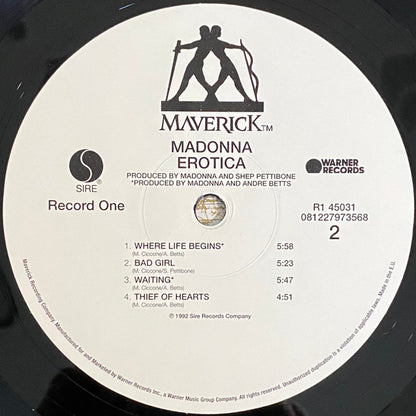 MAVERICK™
MADONNA
EROTICA
PRODUCED BY MADONNA AND SHEP PETTIBONE
*PRODUCED BY MADONNA AND ANDRE BETTS
S
SIRE®
WARNER
RECORDS
Record One
R1 45031
081227973568
2
1. WHERE LIFE BEGINS* 5:58
(M. Ciccone/A. Betts)
2. BAD GIRL 5:23
(M. Ciccone/S. Pettibone)
3. WAITING* 5:47
(M. Ciccone/A. Betts)
4. THIEF OF HEARTS 4:51
(M. Ciccone/A. Betts)
℗ 1992 Sire Records Company
Maverick Recording Company. Manufactured for and Marketed by Warner Records Inc., a Warner Music Group Company. All rights reserved. Unauthorized duplication is a violation of applicable laws. Made in the E.U.